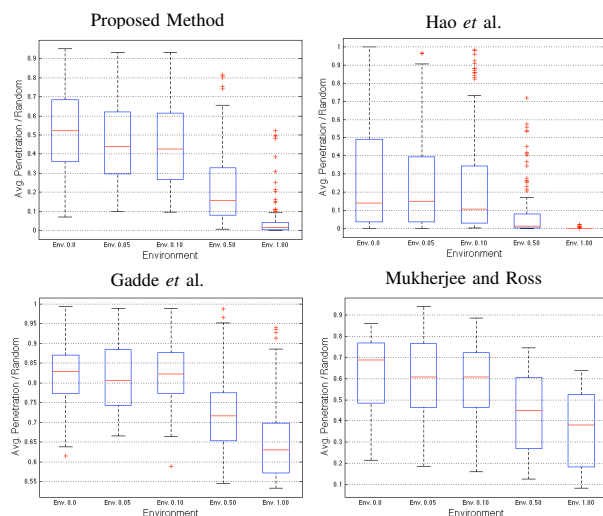 Proposed Method
Avg. Penetration / Random
0.9
0.8
0.7
0.6
0.5
0.4
0.3
0.2
0.1
0
Env. 0.0 Env. 0.05 Env. 0.10 Env. 0.50 Env. 1.00
Environment
Hao et al.
Avg. Penetration / Random
1
0.9
0.8
0.7
0.6
0.5
0.4
0.3
0.2
0.1
0
Env. 0.0 Env. 0.05 Env. 0.10 Env. 0.50 Env. 1.00
Environment
Gadde et al.
Avg. Penetration / Random
1
0.95
0.9
0.85
0.8
0.75
0.7
0.65
0.6
0.55
Env. 0.0 Env. 0.05 Env. 0.10 Env. 0.50 Env. 1.00
Environment
Mukherjee and Ross
Avg. Penetration / Random
0.9
0.8
0.7
0.6
0.5
0.4
0.3
0.2
0.1
Env. 0.0 Env. 0.05 Env. 0.10 Env. 0.50 Env. 1.00
Environment